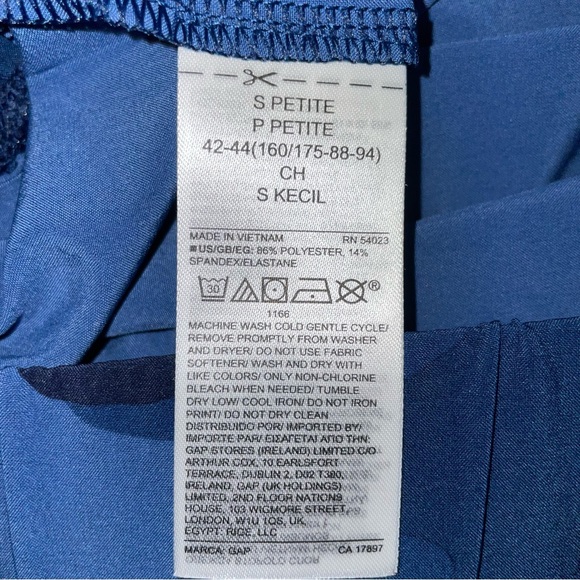 S PETITE
P PETITE
42-44(160/175-88-94)
CH
S KECIL
MADE IN VIETNAM RN 54023
■US/GB/EG: 86% POLYESTER, 14%
SPANDEX/ELASTANE
30
®
1166
MACHINE WASH COLD GENTLE CYCLE/
REMOVE PROMPTLY FROM WASHER
AND DRYER/ DO NOT USE FABRIC
SOFTENER/ WASH AND DRY WITH
LIKE COLORS/ ONLY NON-CHLORINE
BLEACH WHEN NEEDED/ TUMBLE
DRY LOW/ COOL IRON/ DO NOT IRON
PRINT/ DO NOT DRY CLEAN
DISTRIBUIDO POR/ IMPORTED BY/
IMPORTE PAR/ ΕΙΣΑΓΕΤΑΙ ΑΠΟ ΤΗΝ:
GAP STORES (IRELAND) LIMITED C/O
ARTHUR COX, 10 EARLSFORT
TERRACE, DUBLIN 2, D02 T380,
IRELAND, GAP (UK HOLDINGS)
LIMITED, 2ND FLOOR NATIONS
HOUSE, 103 WIGMORE STREET,
LONDON, W1U 1QS, UK.
EGYPT: RIGE, LLC
MARCA: GAP CA 17897